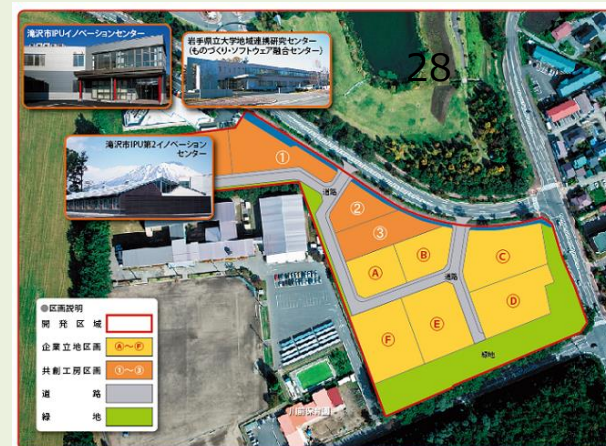 滝沢市IPUイノベーションセンター
岩手県立大学地域連携研究センター
(ものづくり・ソフトウェア融合センター)
28
滝沢市IPU第2イノベーション
センター
①
道路
②
③
Ⓐ
Ⓑ
Ⓒ
道路
Ⓓ
Ⓔ
Ⓕ
緑地
川前保育園
●区画説明
開発区域
企業立地区画 Ⓐ～Ⓕ
共創工房区画 ①～③
道路
緑地